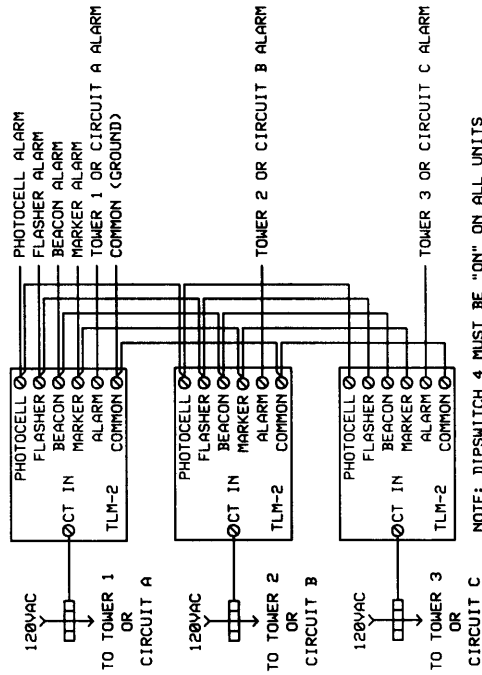 PHOTOCELL ALARM
FLASHER ALARM
BEACON ALARM
MARKER ALARM
TOWER 1 OR CIRCUIT A ALARM
COMMON (GROUND)
PHOTOCELL
FLASHER
BEACON
MARKER
ALARM
COMMON
CT IN
TLM-2
120VAC
TO TOWER 1
OR
CIRCUIT A
PHOTOCELL
FLASHER
BEACON
MARKER
ALARM
COMMON
CT IN
TLM-2
120VAC
TO TOWER 2
OR
CIRCUIT B
TOWER 2 OR CIRCUIT B ALARM
PHOTOCELL
FLASHER
BEACON
MARKER
ALARM
COMMON
CT IN
TLM-2
120VAC
TO TOWER 3
OR
CIRCUIT C
TOWER 3 OR CIRCUIT C ALARM
NOTE: DIPSWITCH 4 MUST BE "ON" ON ALL UNITS